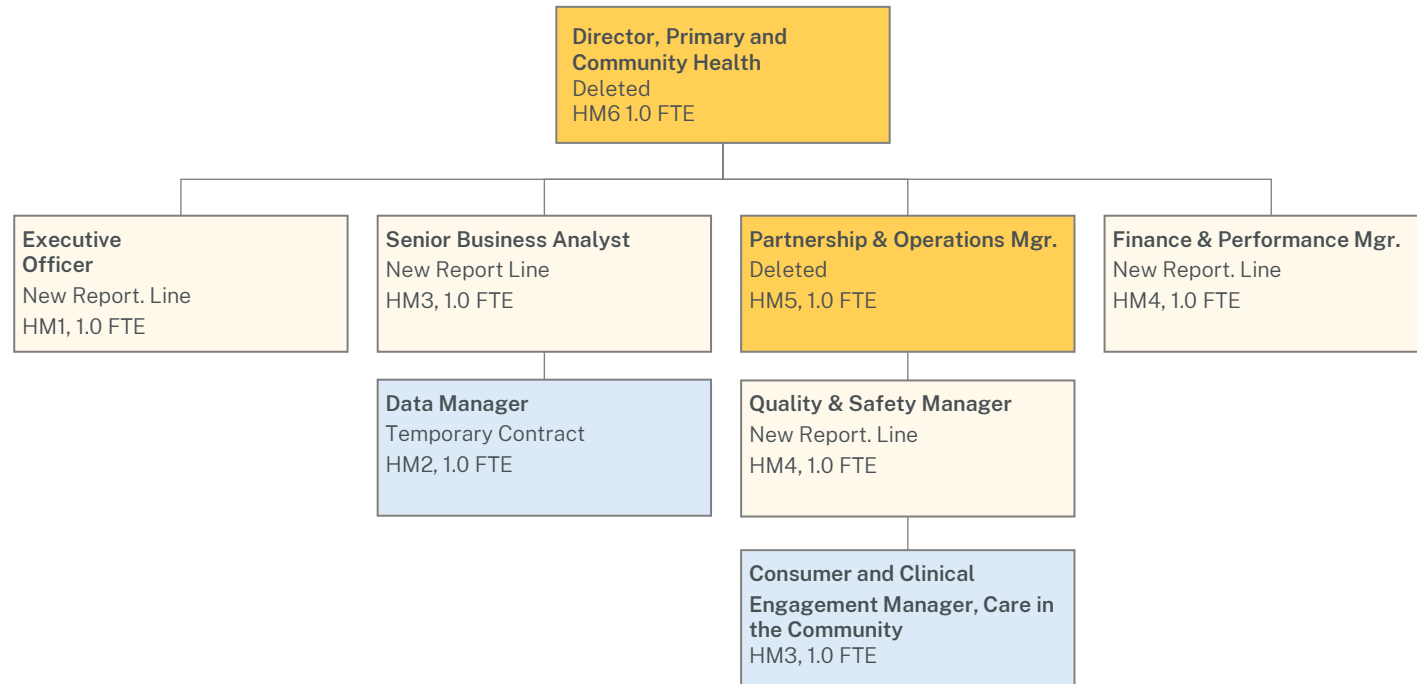 Director, Primary and
Community Health
Deleted
HM6 1.0 FTE
Executive
Officer
New Report. Line
HM1, 1.0 FTE
Senior Business Analyst
New Report Line
HM3, 1.0 FTE
Partnership & Operations Mgr.
Deleted
HM5, 1.0 FTE
Finance & Performance Mgr.
New Report. Line
HM4, 1.0 FTE
Data Manager
Temporary Contract
HM2, 1.0 FTE
Quality & Safety Manager
New Report. Line
HM4, 1.0 FTE
Consumer and Clinical
Engagement Manager, Care in
the Community
HM3, 1.0 FTE